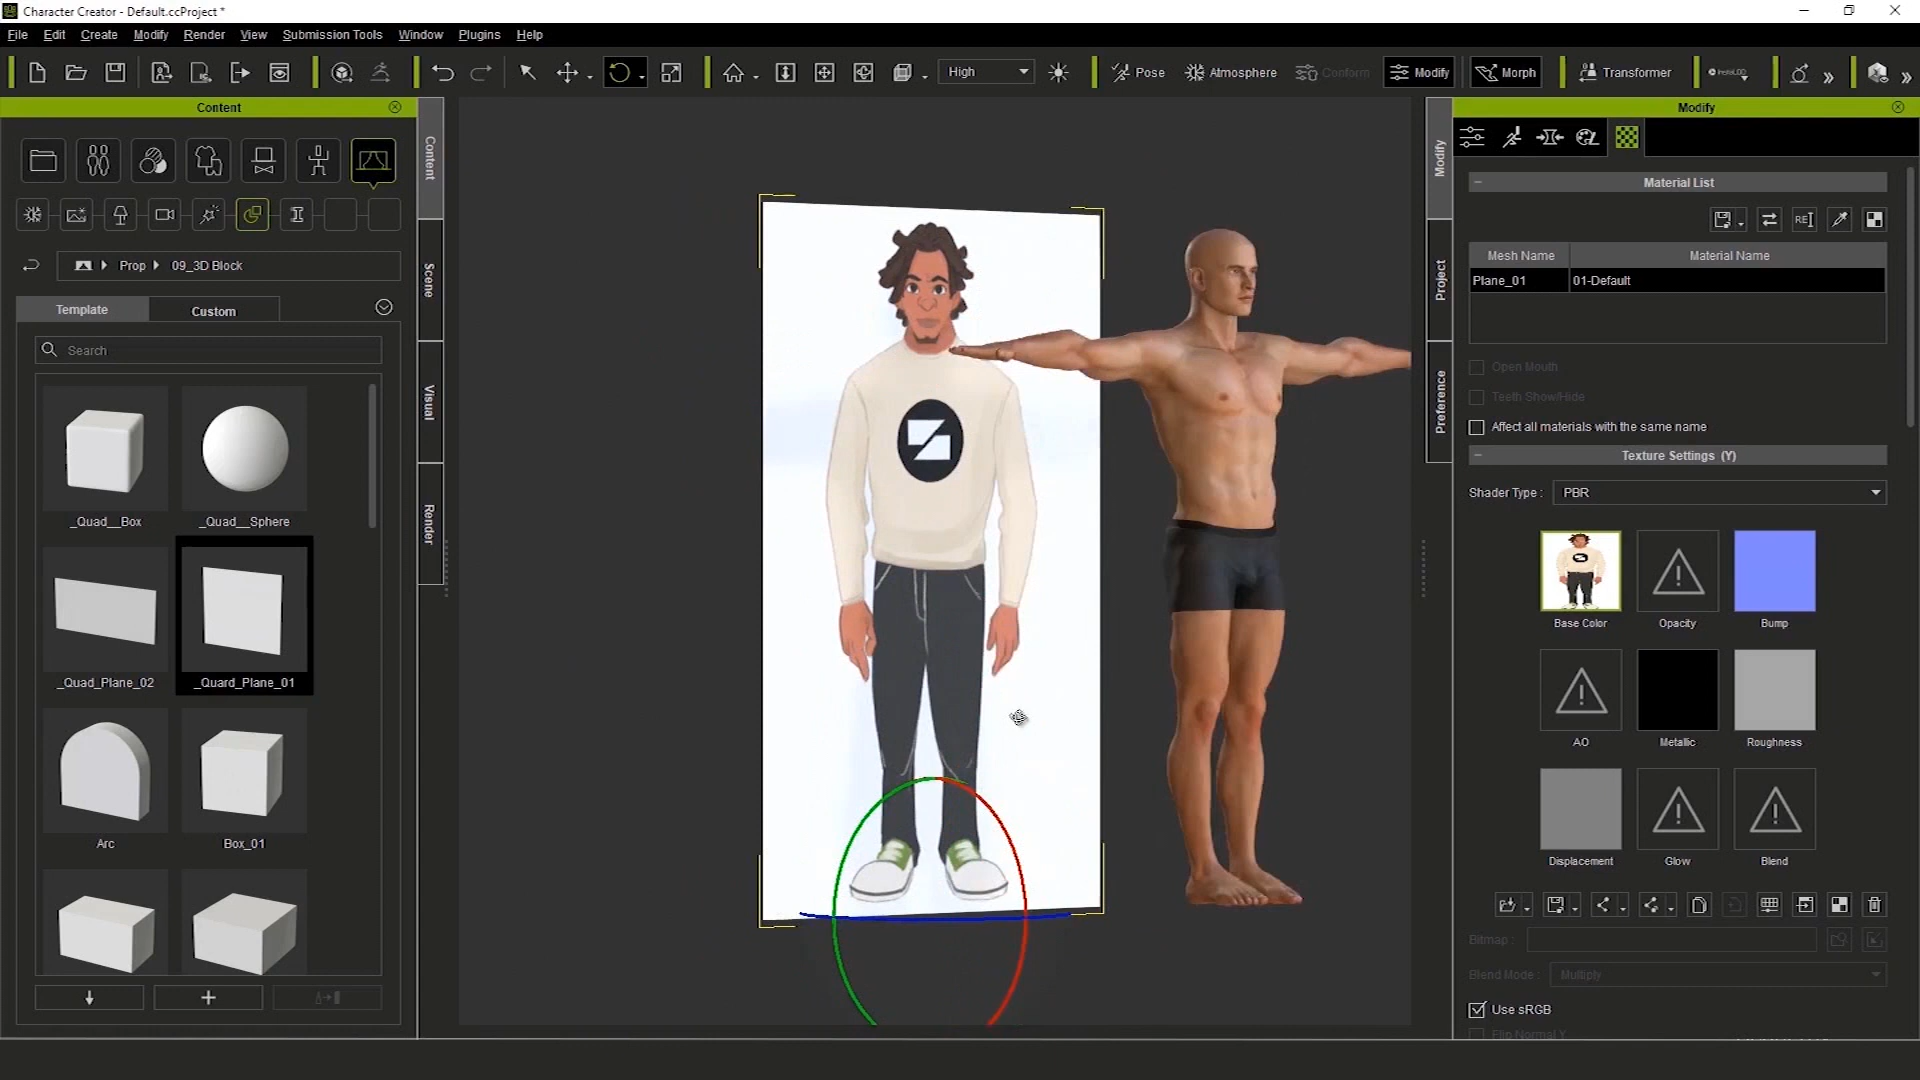 Character Creator - Default.ccProject *
File Edit Create Modify Render View Submission Tools Window Plugins Help
High Pose Atmosphere Conform Modify Morph Transformer
Content
Modify
Content
Scene
Visual
Render
Prop 09_3D Block
Template Custom
Search
_Quad__Box _Quad__Sphere
_Quad_Plane_02 _Quard_Plane_01
Arc Box_01
Modify
Project
Preference
Material List
Mesh Name Material Name
Plane_01 01-Default
Open Mouth
Teeth Show/Hide
Affect all materials with the same name
Texture Settings (Y)
Shader Type : PBR
Base Color Opacity Bump
AO Metallic Roughness
Displacement Glow Blend
Bitmap :
Blend Mode : Multiply
Use sRGB
Flip Normal Y